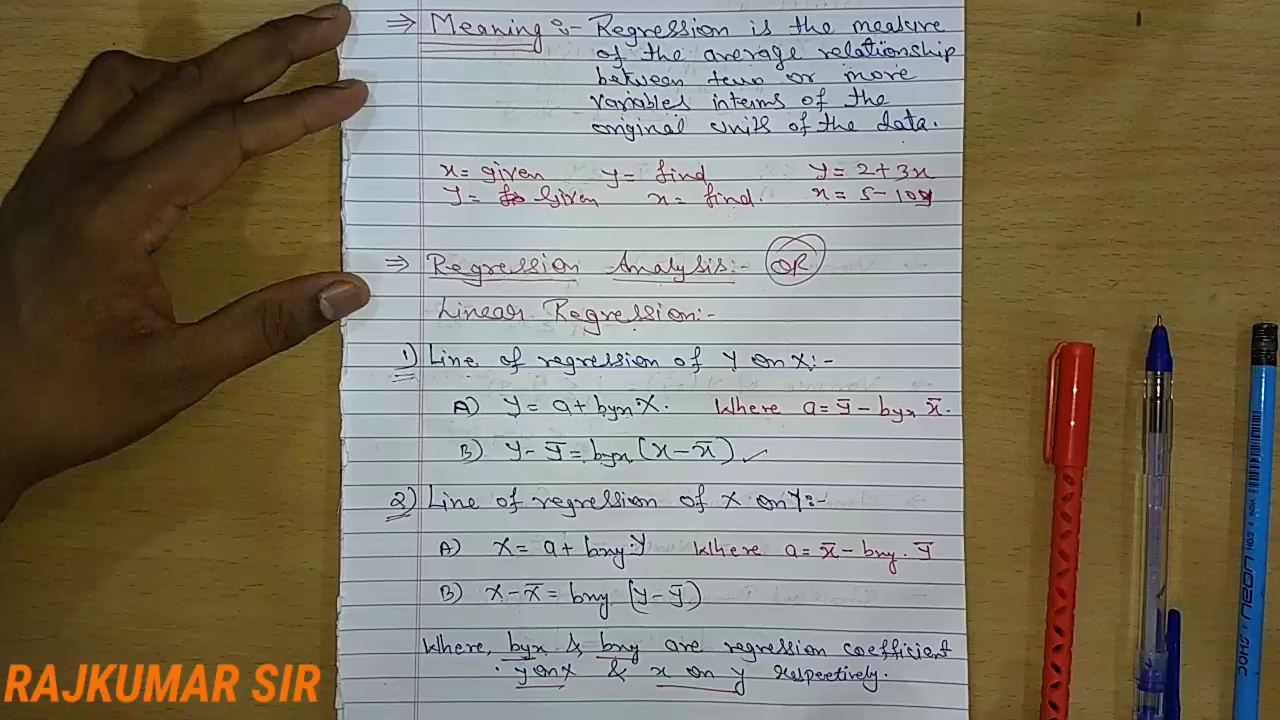 ⇒ Meaning :- Regression is the measure
of the average relationship
between two or more
variables interms of the
original units of the data.
x = given y = find y = 2 + 3x
y = Given x = find. x = 5 - 10y
⇒ Regression Analysis:- OR
Linear Regression:-
1) Line of regression of Y on X:-
A) y = a + byx·X. Where a = ȳ - byx x̄.
B) y - ȳ = byx (x - x̄) ✓
2) Line of regression of X on Y:-
A) x = a + bxy·y Where a = x̄ - bxy. ȳ
B) x - x̄ = bxy (y - ȳ)
Where, byx & bxy are regression coefficient
y on x & x on y respectively.
RAJKUMAR SIR
NEON